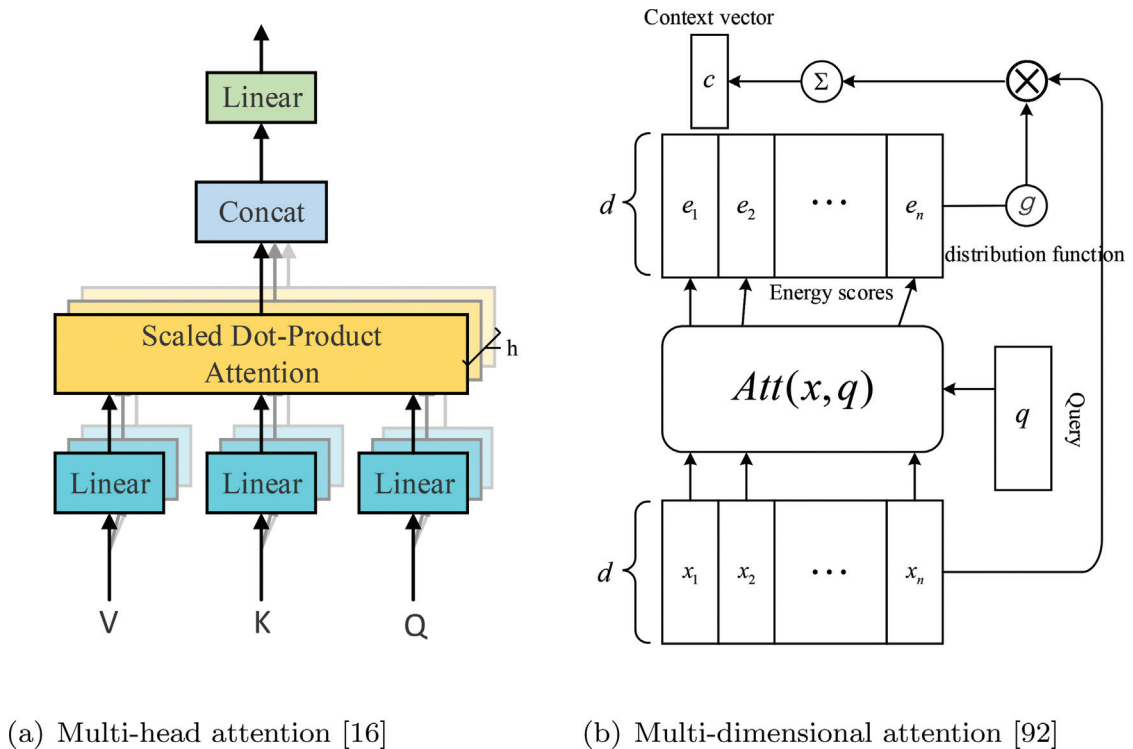 Linear
Concat
Scaled Dot-Product
Attention
h
Linear
Linear
Linear
V
K
Q
(a) Multi-head attention [16]
Context vector
c
Σ
d
e₁
e₂
...
eₙ
g
distribution function
Energy scores
Att(x,q)
q
Query
d
x₁
x₂
...
xₙ
(b) Multi-dimensional attention [92]